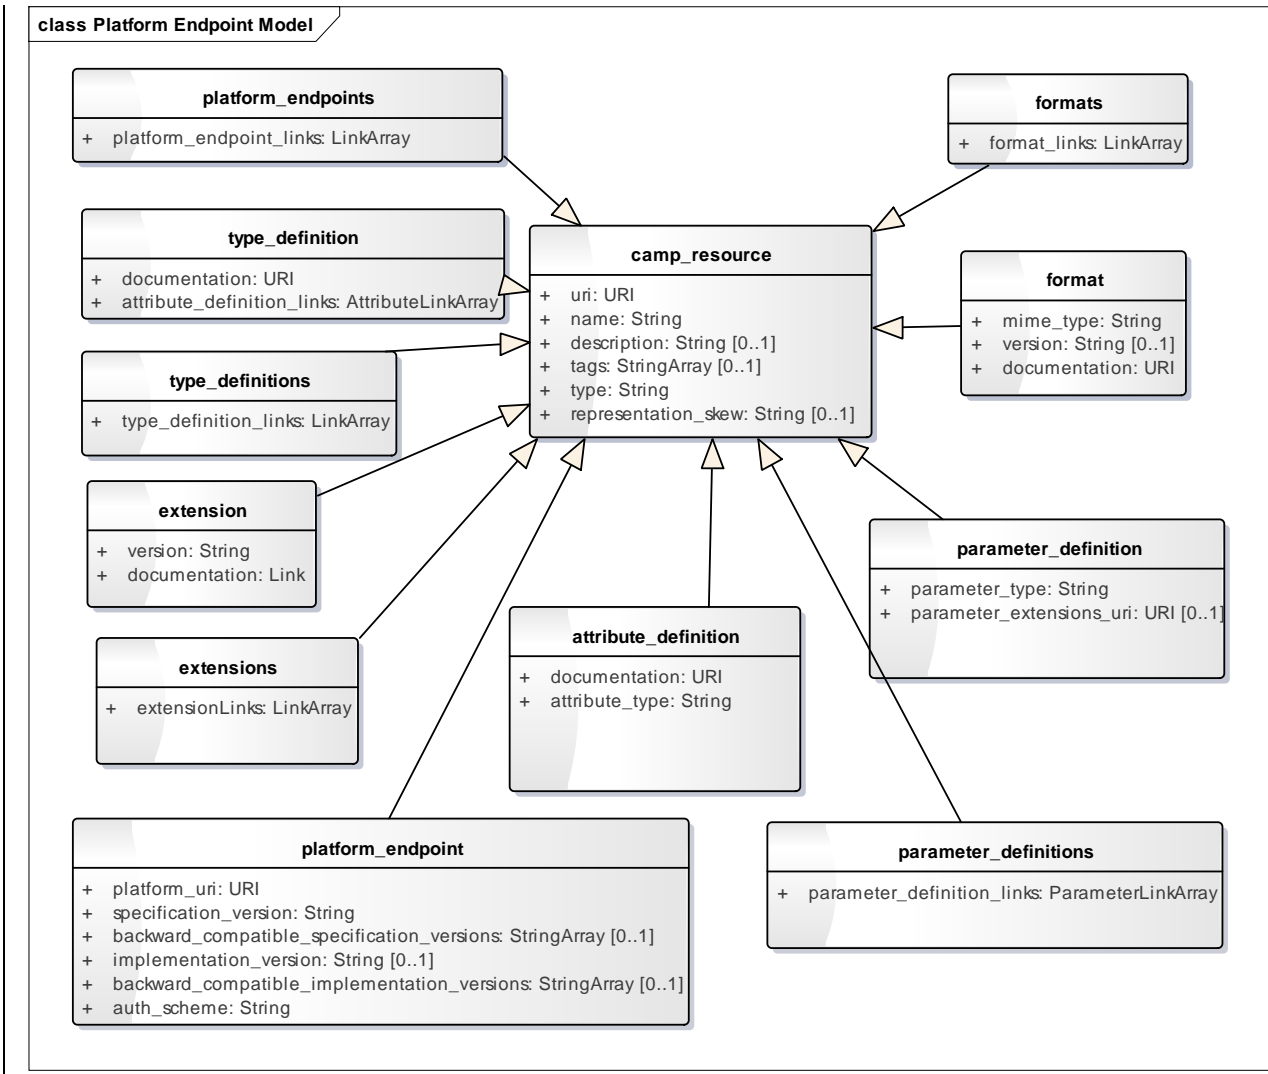 class Platform Endpoint Model
platform_endpoints
+ platform_endpoint_links: LinkArray
formats
+ format_links: LinkArray
type_definition
+ documentation: URI
+ attribute_definition_links: AttributeLinkArray
camp_resource
+ uri: URI
+ name: String
+ description: String [0..1]
+ tags: StringArray [0..1]
+ type: String
+ representation_skew: String [0..1]
format
+ mime_type: String
+ version: String [0..1]
+ documentation: URI
type_definitions
+ type_definition_links: LinkArray
extension
+ version: String
+ documentation: Link
parameter_definition
+ parameter_type: String
+ parameter_extensions_uri: URI [0..1]
extensions
+ extensionLinks: LinkArray
attribute_definition
+ documentation: URI
+ attribute_type: String
platform_endpoint
+ platform_uri: URI
+ specification_version: String
+ backward_compatible_specification_versions: StringArray [0..1]
+ implementation_version: String [0..1]
+ backward_compatible_implementation_versions: StringArray [0..1]
+ auth_scheme: String
parameter_definitions
+ parameter_definition_links: ParameterLinkArray